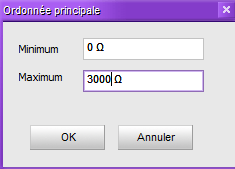 Ordonnée principale
Minimum 0 Ω
Maximum 3000 Ω
OK Annuler